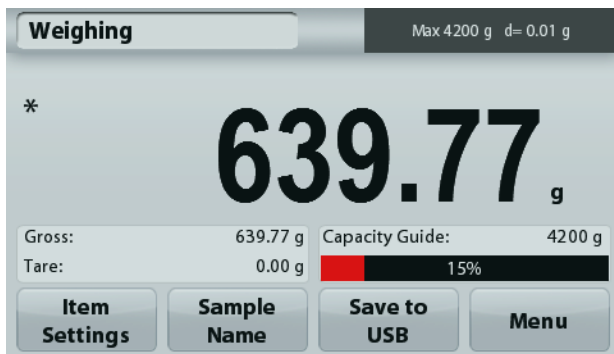 Weighing
Max 4200 g d= 0.01 g
*
639.77 g
Gross: 639.77 g
Tare: 0.00 g
Capacity Guide: 4200 g
15%
Item Settings
Sample Name
Save to USB
Menu